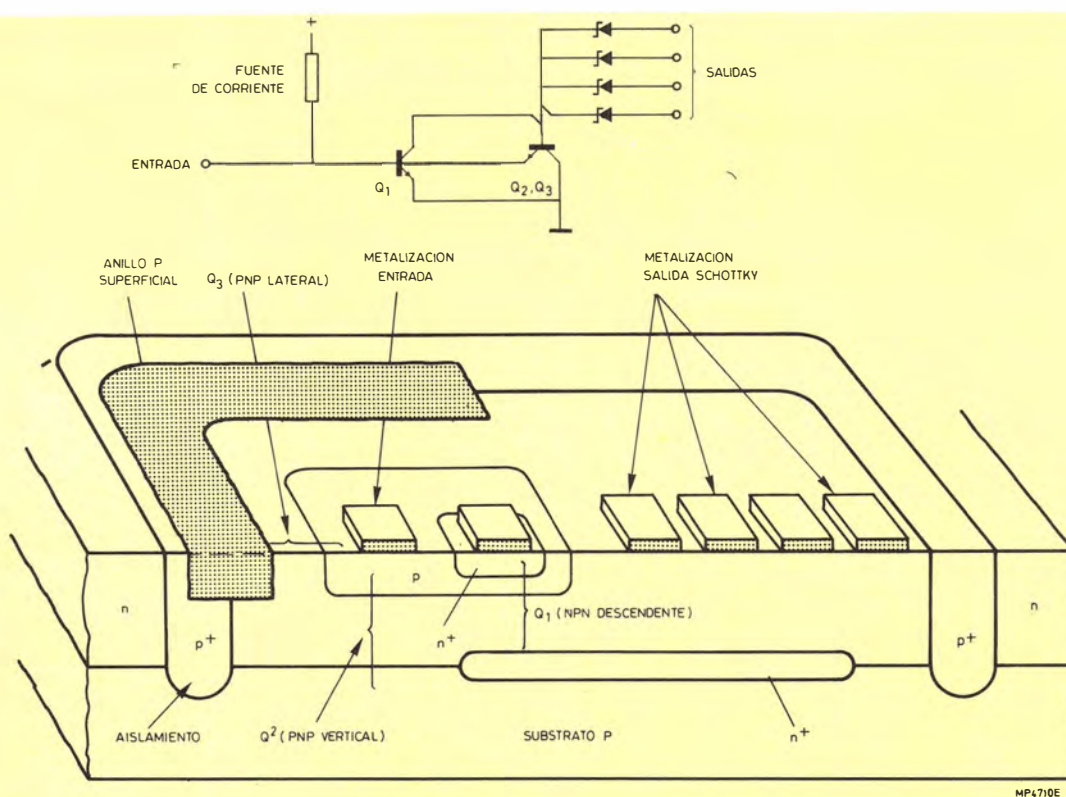 +
FUENTE
DE CORRIENTE
SALIDAS
ENTRADA
Q1
Q2,Q3
ANILLO P
SUPERFICIAL
Q3 (PNP LATERAL)
METALIZACION
ENTRADA
METALIZACION
SALIDA SCHOTTKY
n
p+
p
n+
Q1 (NPN DESCENDENTE)
p+
n
AISLAMIENTO
Q2 (PNP VERTICAL)
SUBSTRATO P
n+
MP4710E